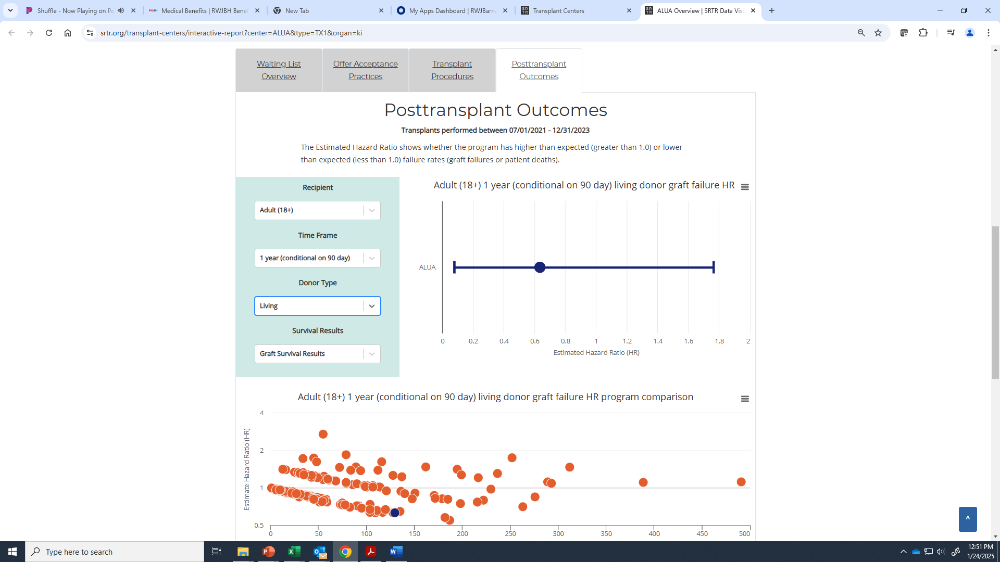 Shuffle - Now Playing on Pa
Medical Benefits | RWJBH Bene
New Tab
My Apps Dashboard | RWJBarna
Transplant Centers
ALUA Overview | SRTR Data Visu
srtr.org/transplant-centers/interactive-report?center=ALUA&type=TX1&organ=ki
Waiting List
Overview
Offer Acceptance
Practices
Transplant
Procedures
Posttransplant
Outcomes
Posttransplant Outcomes
Transplants performed between 07/01/2021 - 12/31/2023
The Estimated Hazard Ratio shows whether the program has higher than expected (greater than 1.0) or lower
than expected (less than 1.0) failure rates (graft failures or patient deaths).
Recipient
Adult (18+)
Time Frame
1 year (conditional on 90 day)
Donor Type
Living
Survival Results
Graft Survival Results
Adult (18+) 1 year (conditional on 90 day) living donor graft failure HR
ALUA
0 0.2 0.4 0.6 0.8 1 1.2 1.4 1.6 1.8 2
Estimated Hazard Ratio (HR)
Adult (18+) 1 year (conditional on 90 day) living donor graft failure HR program comparison
Estimate Hazard Ratio (HR)
4
2
1
0.5
0 50 100 150 200 250 300 350 400 450 500
^
Type here to search
12:51 PM
1/24/2025